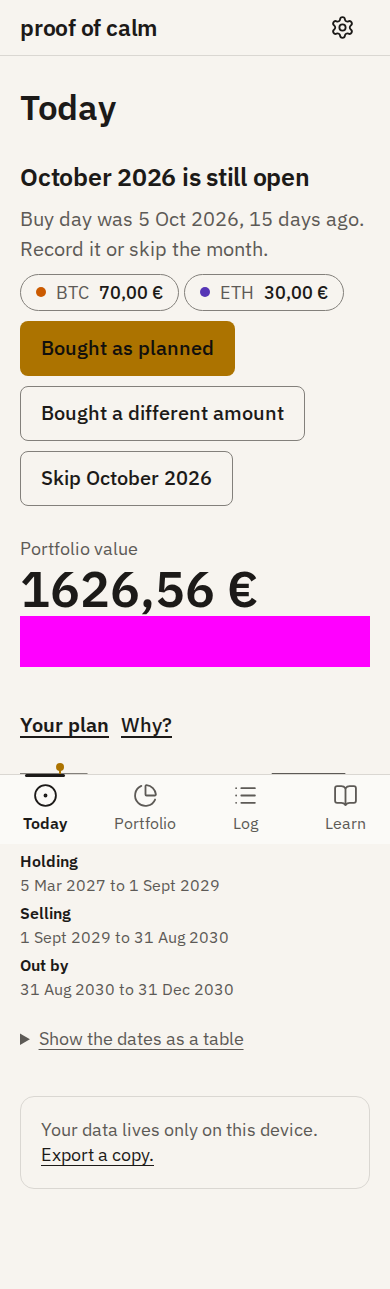 proof of calm
Today
October 2026 is still open
Buy day was 5 Oct 2026, 15 days ago.
Record it or skip the month.
BTC 70,00 € ETH 30,00 €
Bought as planned
Bought a different amount
Skip October 2026
Portfolio value
1626,56 €
Your plan Why?
Today Portfolio Log Learn
Holding
5 Mar 2027 to 1 Sept 2029
Selling
1 Sept 2029 to 31 Aug 2030
Out by
31 Aug 2030 to 31 Dec 2030
Show the dates as a table
Your data lives only on this device.
Export a copy.